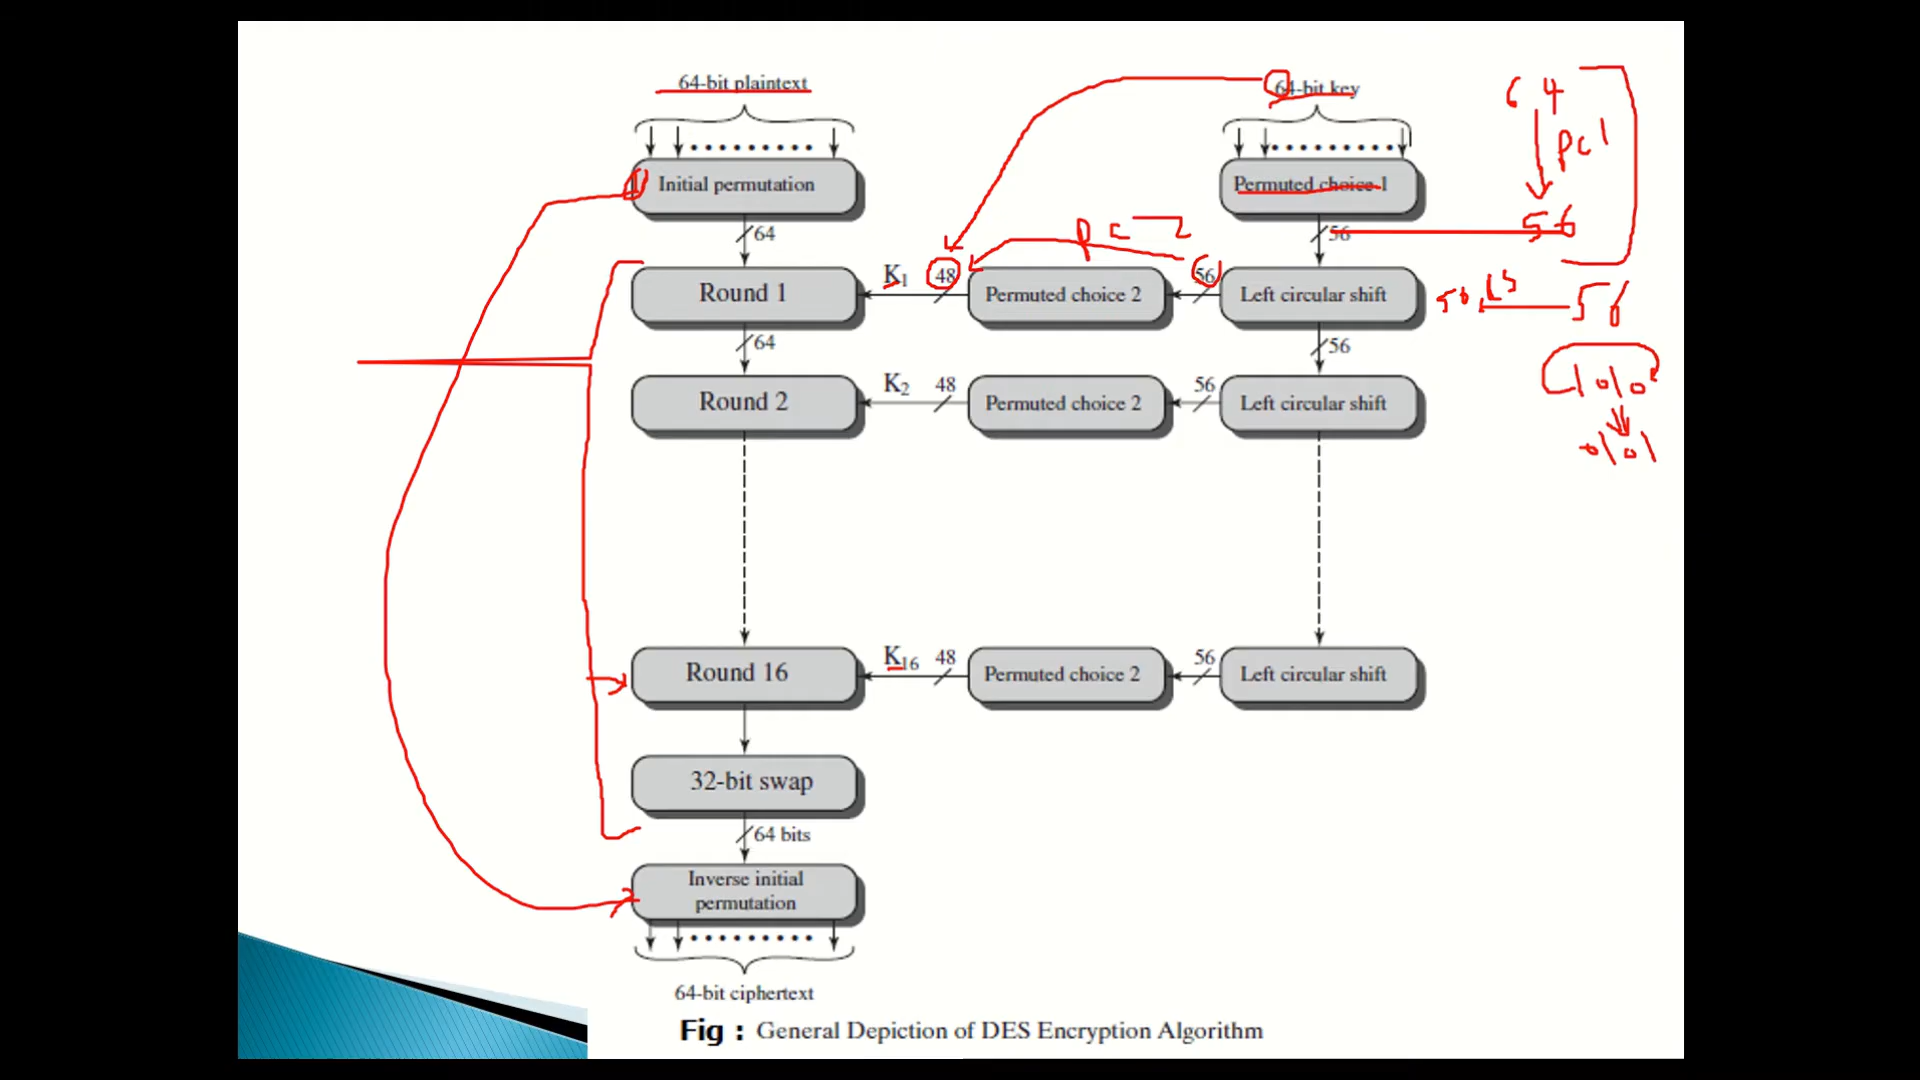 64-bit plaintext
64-bit key
64
PC1
56
Initial permutation
Permuted choice 1
64
56
PC-2
Round 1
K1
48
Permuted choice 2
56
Left circular shift
56
64
56
1010
0101
Round 2
K2
48
Permuted choice 2
56
Left circular shift
Round 16
K16
48
Permuted choice 2
56
Left circular shift
32-bit swap
64 bits
Inverse initial
permutation
64-bit ciphertext
Fig : General Depiction of DES Encryption Algorithm